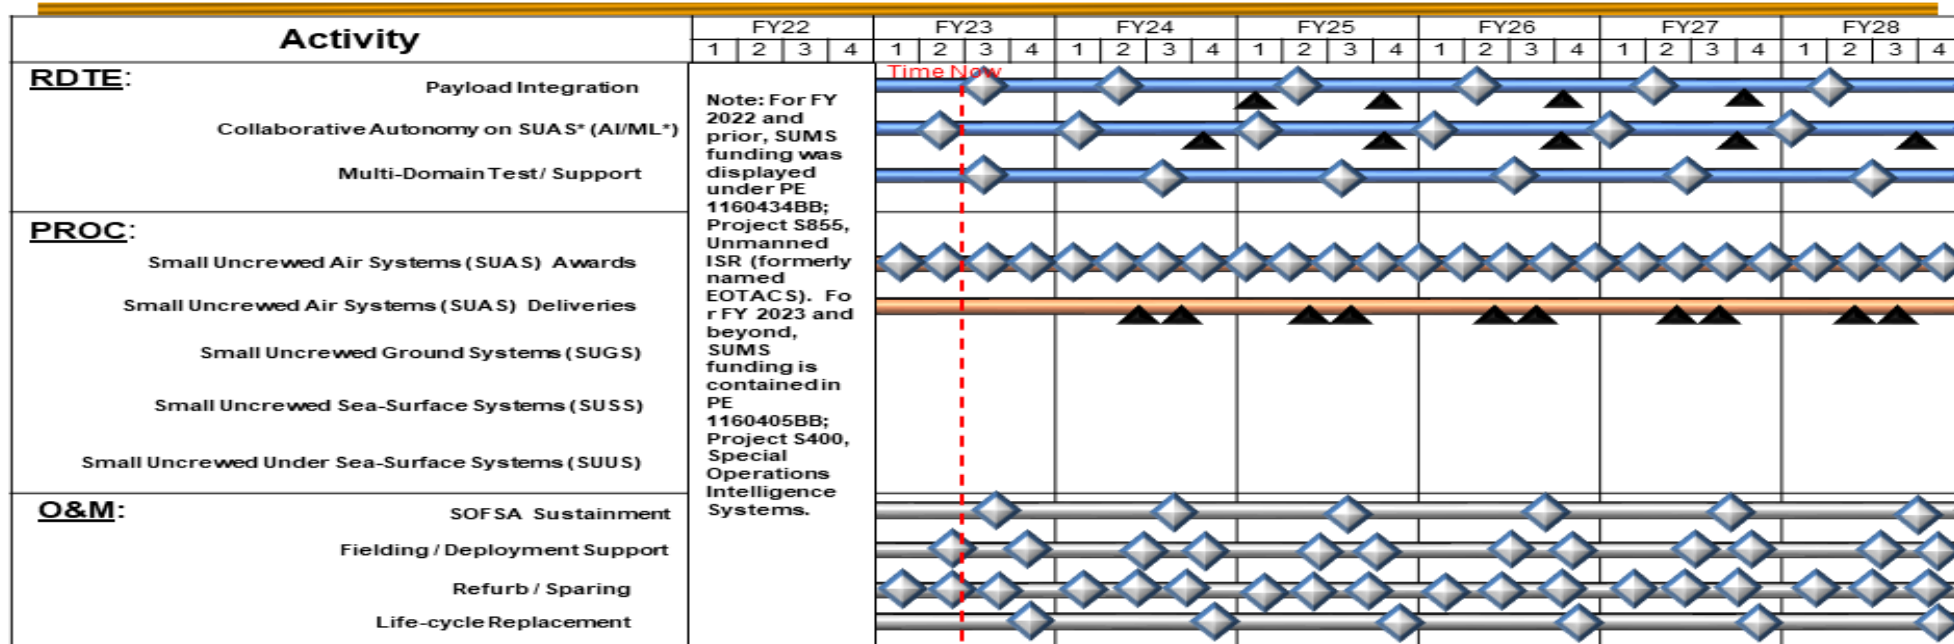 Activity
FY22 FY23 FY24 FY25 FY26 FY27 FY28
1 2 3 4 1 2 3 4 1 2 3 4 1 2 3 4 1 2 3 4 1 2 3 4 1 2 3 4
RDTE:
Time Now
Payload Integration
Collaborative Autonomy on SUAS* (AI/ML*)
Multi-Domain Test/ Support
PROC:
Small Uncrewed Air Systems (SUAS) Awards
Small Uncrewed Air Systems (SUAS) Deliveries
Small Uncrewed Ground Systems (SUGS)
Small Uncrewed Sea-Surface Systems (SUSS)
Small Uncrewed Under Sea-Surface Systems (SUUS)
O&M:
SOFSA Sustainment
Fielding / Deployment Support
Refurb / Sparing
Life-cycle Replacement
Note: For FY
2022 and
prior, SUMS
funding was
displayed
under PE
1160434BB;
Project S855,
Unmanned
ISR (formerly
named
EOTACS). Fo
r FY 2023 and
beyond,
SUMS
funding is
contained in
PE
1160405BB;
Project S400,
Special
Operations
Intelligence
Systems.